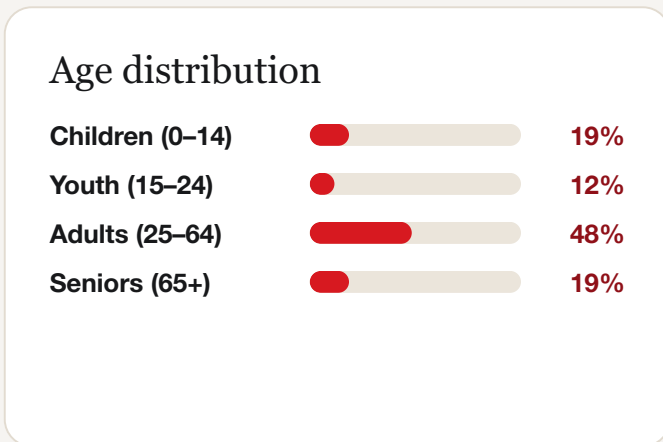 Age distribution
Children (0–14) 19%
Youth (15–24) 12%
Adults (25–64) 48%
Seniors (65+) 19%